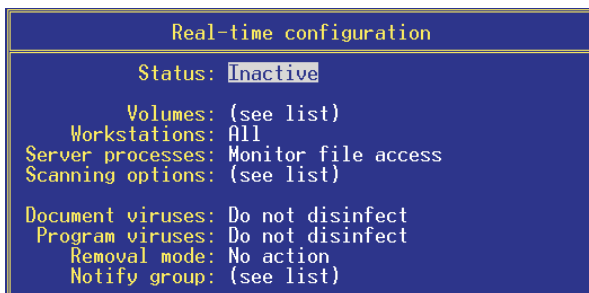 Real-time configuration
Status: Inactive
Volumes: (see list)
Workstations: All
Server processes: Monitor file access
Scanning options: (see list)
Document viruses: Do not disinfect
Program viruses: Do not disinfect
Removal mode: No action
Notify group: (see list)